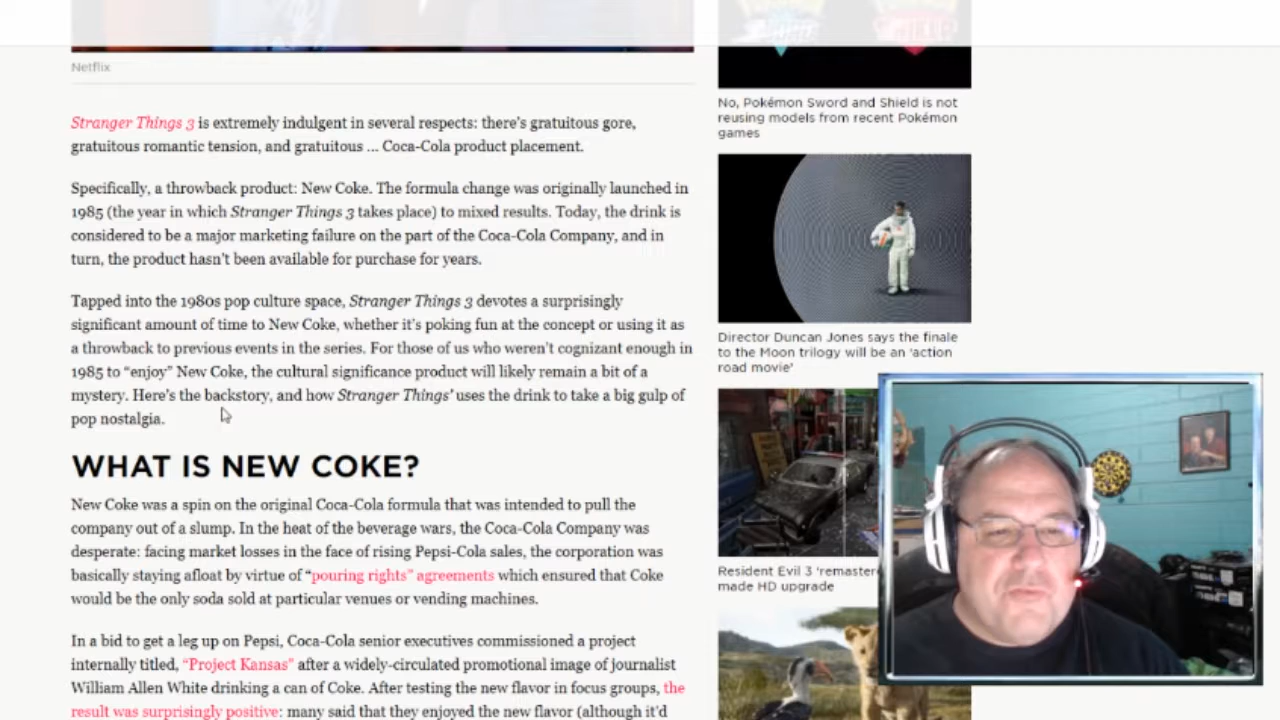 Netflix
Stranger Things 3 is extremely indulgent in several respects: there's gratuitous gore,
gratuitous romantic tension, and gratuitous ... Coca-Cola product placement.
Specifically, a throwback product: New Coke. The formula change was originally launched in
1985 (the year in which Stranger Things 3 takes place) to mixed results. Today, the drink is
considered to be a major marketing failure on the part of the Coca-Cola Company, and in
turn, the product hasn't been available for purchase for years.
Tapped into the 1980s pop culture space, Stranger Things 3 devotes a surprisingly
significant amount of time to New Coke, whether it's poking fun at the concept or using it as
a throwback to previous events in the series. For those of us who weren't cognizant enough in
1985 to “enjoy” New Coke, the cultural significance product will likely remain a bit of a
mystery. Here's the backstory, and how Stranger Things' uses the drink to take a big gulp of
pop nostalgia.
WHAT IS NEW COKE?
New Coke was a spin on the original Coca-Cola formula that was intended to pull the
company out of a slump. In the heat of the beverage wars, the Coca-Cola Company was
desperate: facing market losses in the face of rising Pepsi-Cola sales, the corporation was
basically staying afloat by virtue of “pouring rights” agreements which ensured that Coke
would be the only soda sold at particular venues or vending machines.
In a bid to get a leg up on Pepsi, Coca-Cola senior executives commissioned a project
internally titled, “Project Kansas” after a widely-circulated promotional image of journalist
William Allen White drinking a can of Coke. After testing the new flavor in focus groups, the
result was surprisingly positive: many said that they enjoyed the new flavor (although it'd
No, Pokémon Sword and Shield is not
reusing models from recent Pokémon
games
Director Duncan Jones says the finale
to the Moon trilogy will be an ‘action
road movie’
Resident Evil 3 ‘remaster
made HD upgrade